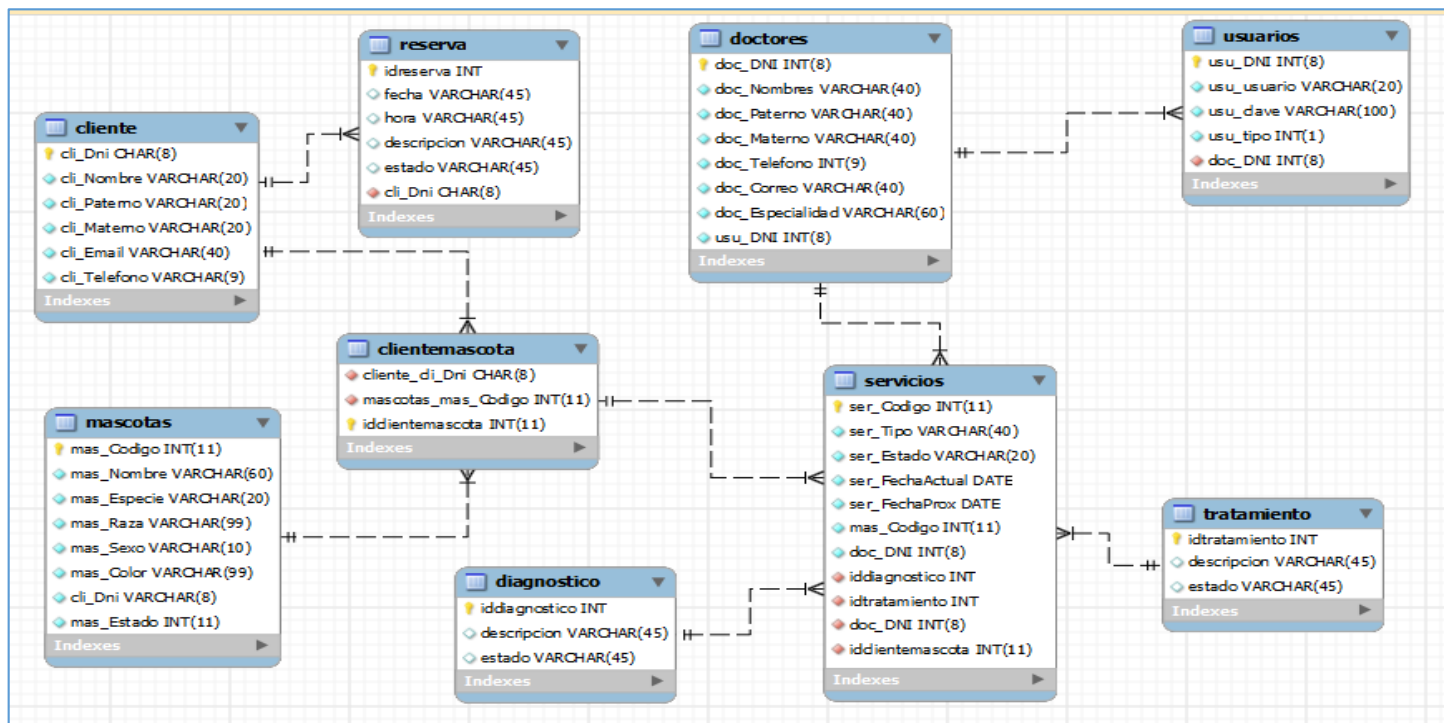 reserva
idreserva INT
fecha VARCHAR(45)
hora VARCHAR(45)
descripcion VARCHAR(45)
estado VARCHAR(45)
cli_Dni CHAR(8)
Indexes
doctores
doc_DNI INT(8)
doc_Nombres VARCHAR(40)
doc_Paterno VARCHAR(40)
doc_Materno VARCHAR(40)
doc_Telefono INT(9)
doc_Correo VARCHAR(40)
doc_Especialidad VARCHAR(60)
usu_DNI INT(8)
Indexes
usuarios
usu_DNI INT(8)
usu_usuario VARCHAR(20)
usu_clave VARCHAR(100)
usu_tipo INT(1)
doc_DNI INT(8)
Indexes
cliente
cli_Dni CHAR(8)
cli_Nombre VARCHAR(20)
cli_Paterno VARCHAR(20)
cli_Materno VARCHAR(20)
cli_Email VARCHAR(40)
cli_Telefono VARCHAR(9)
Indexes
clientemascota
cliente_cli_Dni CHAR(8)
mascotas_mas_Codigo INT(11)
idclientemascota INT(11)
Indexes
servicios
ser_Codigo INT(11)
ser_Tipo VARCHAR(40)
ser_Estado VARCHAR(20)
ser_FechaActual DATE
ser_FechaProx DATE
mas_Codigo INT(11)
doc_DNI INT(8)
iddiagnostico INT
idtratamiento INT
doc_DNI INT(8)
idclientemascota INT(11)
Indexes
mascotas
mas_Codigo INT(11)
mas_Nombre VARCHAR(60)
mas_Especie VARCHAR(20)
mas_Raza VARCHAR(99)
mas_Sexo VARCHAR(10)
mas_Color VARCHAR(99)
cli_Dni VARCHAR(8)
mas_Estado INT(11)
Indexes
diagnostico
iddiagnostico INT
descripcion VARCHAR(45)
estado VARCHAR(45)
Indexes
tratamiento
idtratamiento INT
descripcion VARCHAR(45)
estado VARCHAR(45)
Indexes